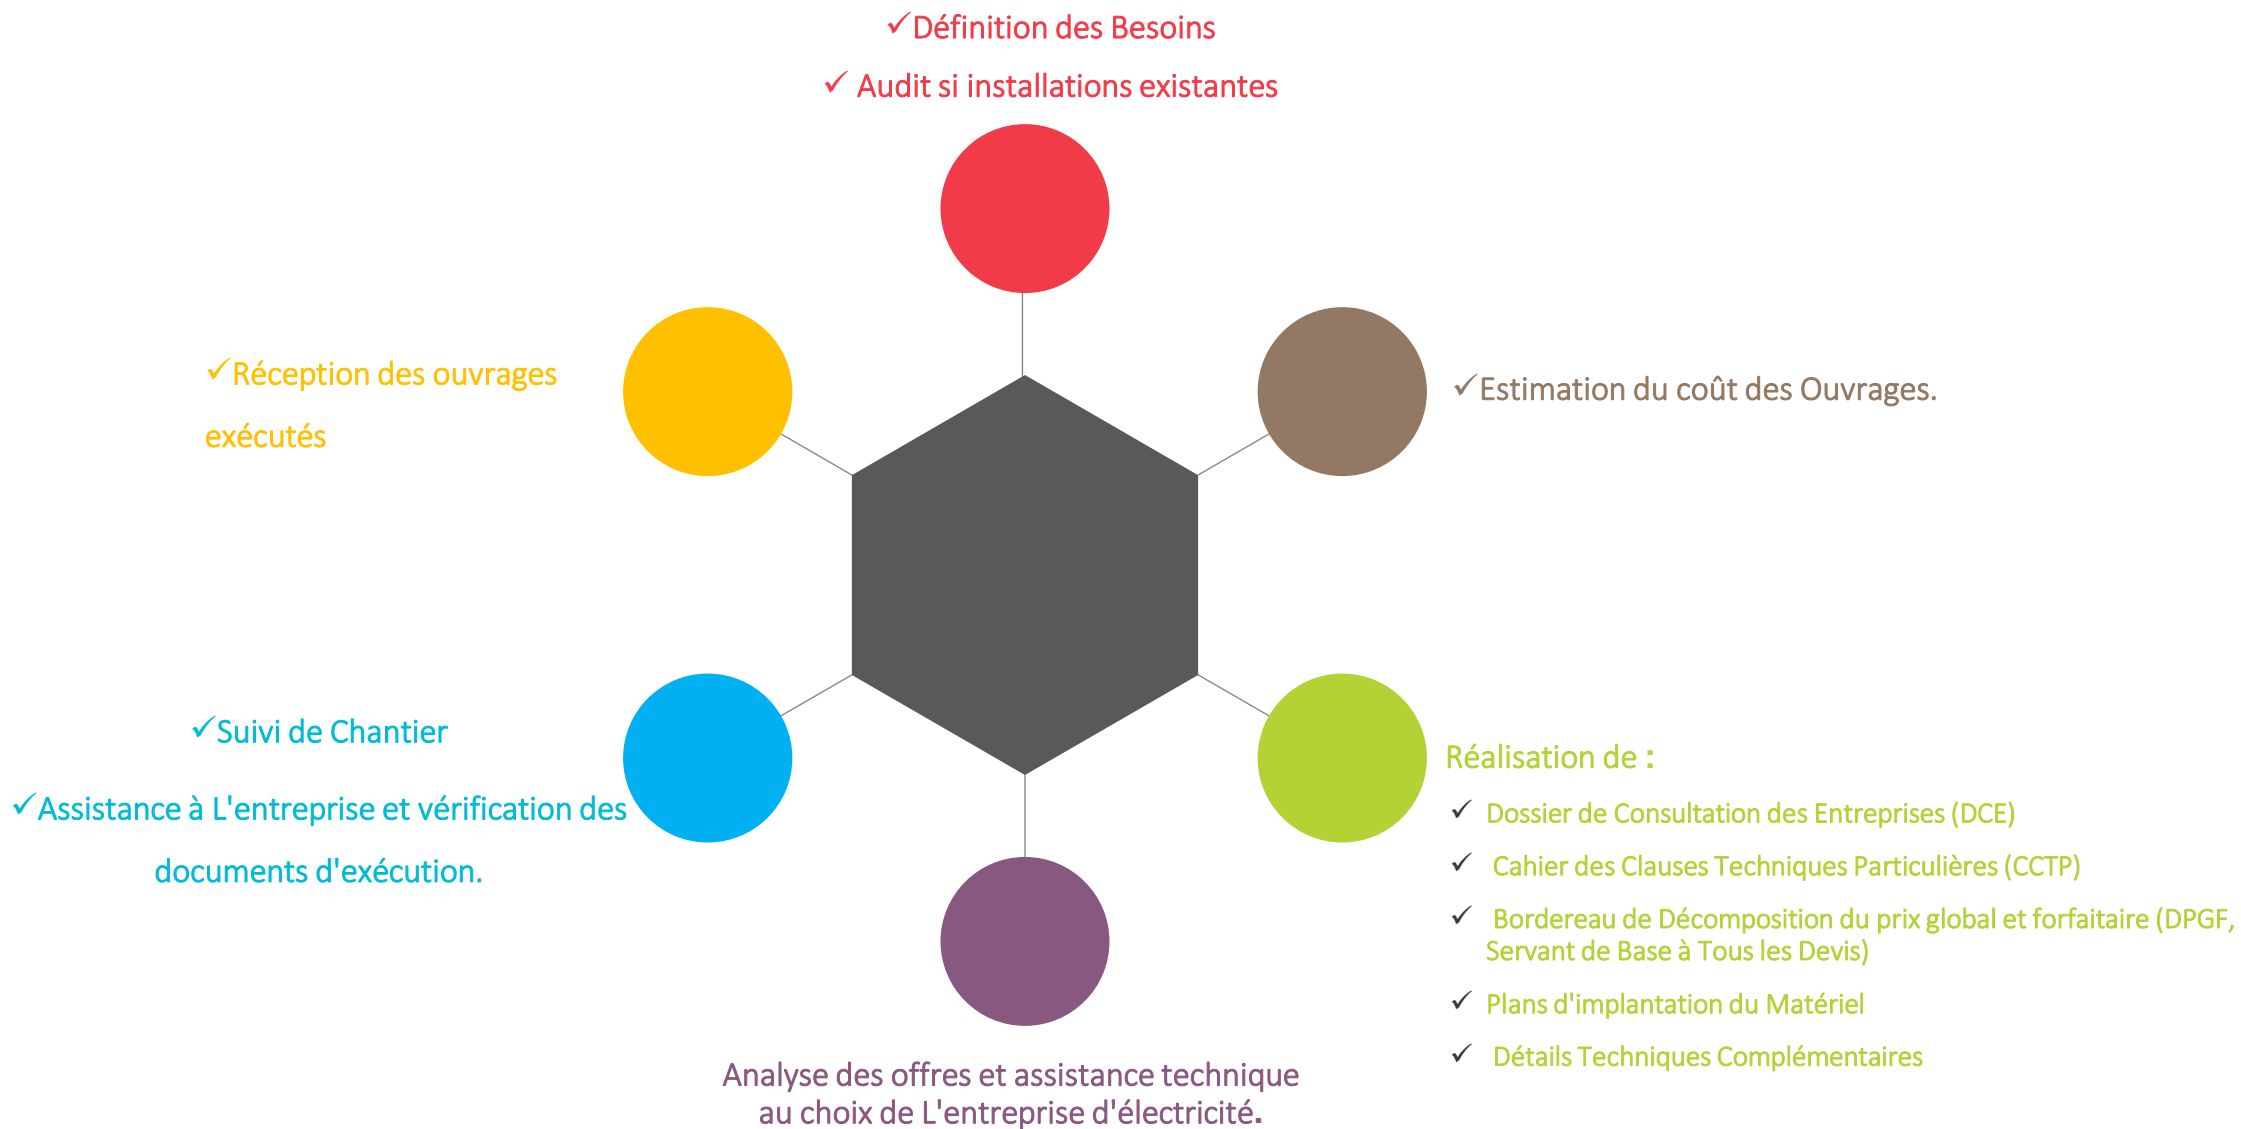 ✓Définition des Besoins
✓ Audit si installations existantes
✓Réception des ouvrages
exécutés
✓Estimation du coût des Ouvrages.
✓Suivi de Chantier
✓Assistance à L'entreprise et vérification des
documents d'exécution.
Réalisation de :
✓ Dossier de Consultation des Entreprises (DCE)
✓ Cahier des Clauses Techniques Particulières (CCTP)
✓ Bordereau de Décomposition du prix global et forfaitaire (DPGF,
Servant de Base à Tous les Devis)
✓ Plans d'implantation du Matériel
✓ Détails Techniques Complémentaires
Analyse des offres et assistance technique
au choix de L'entreprise d'électricité.